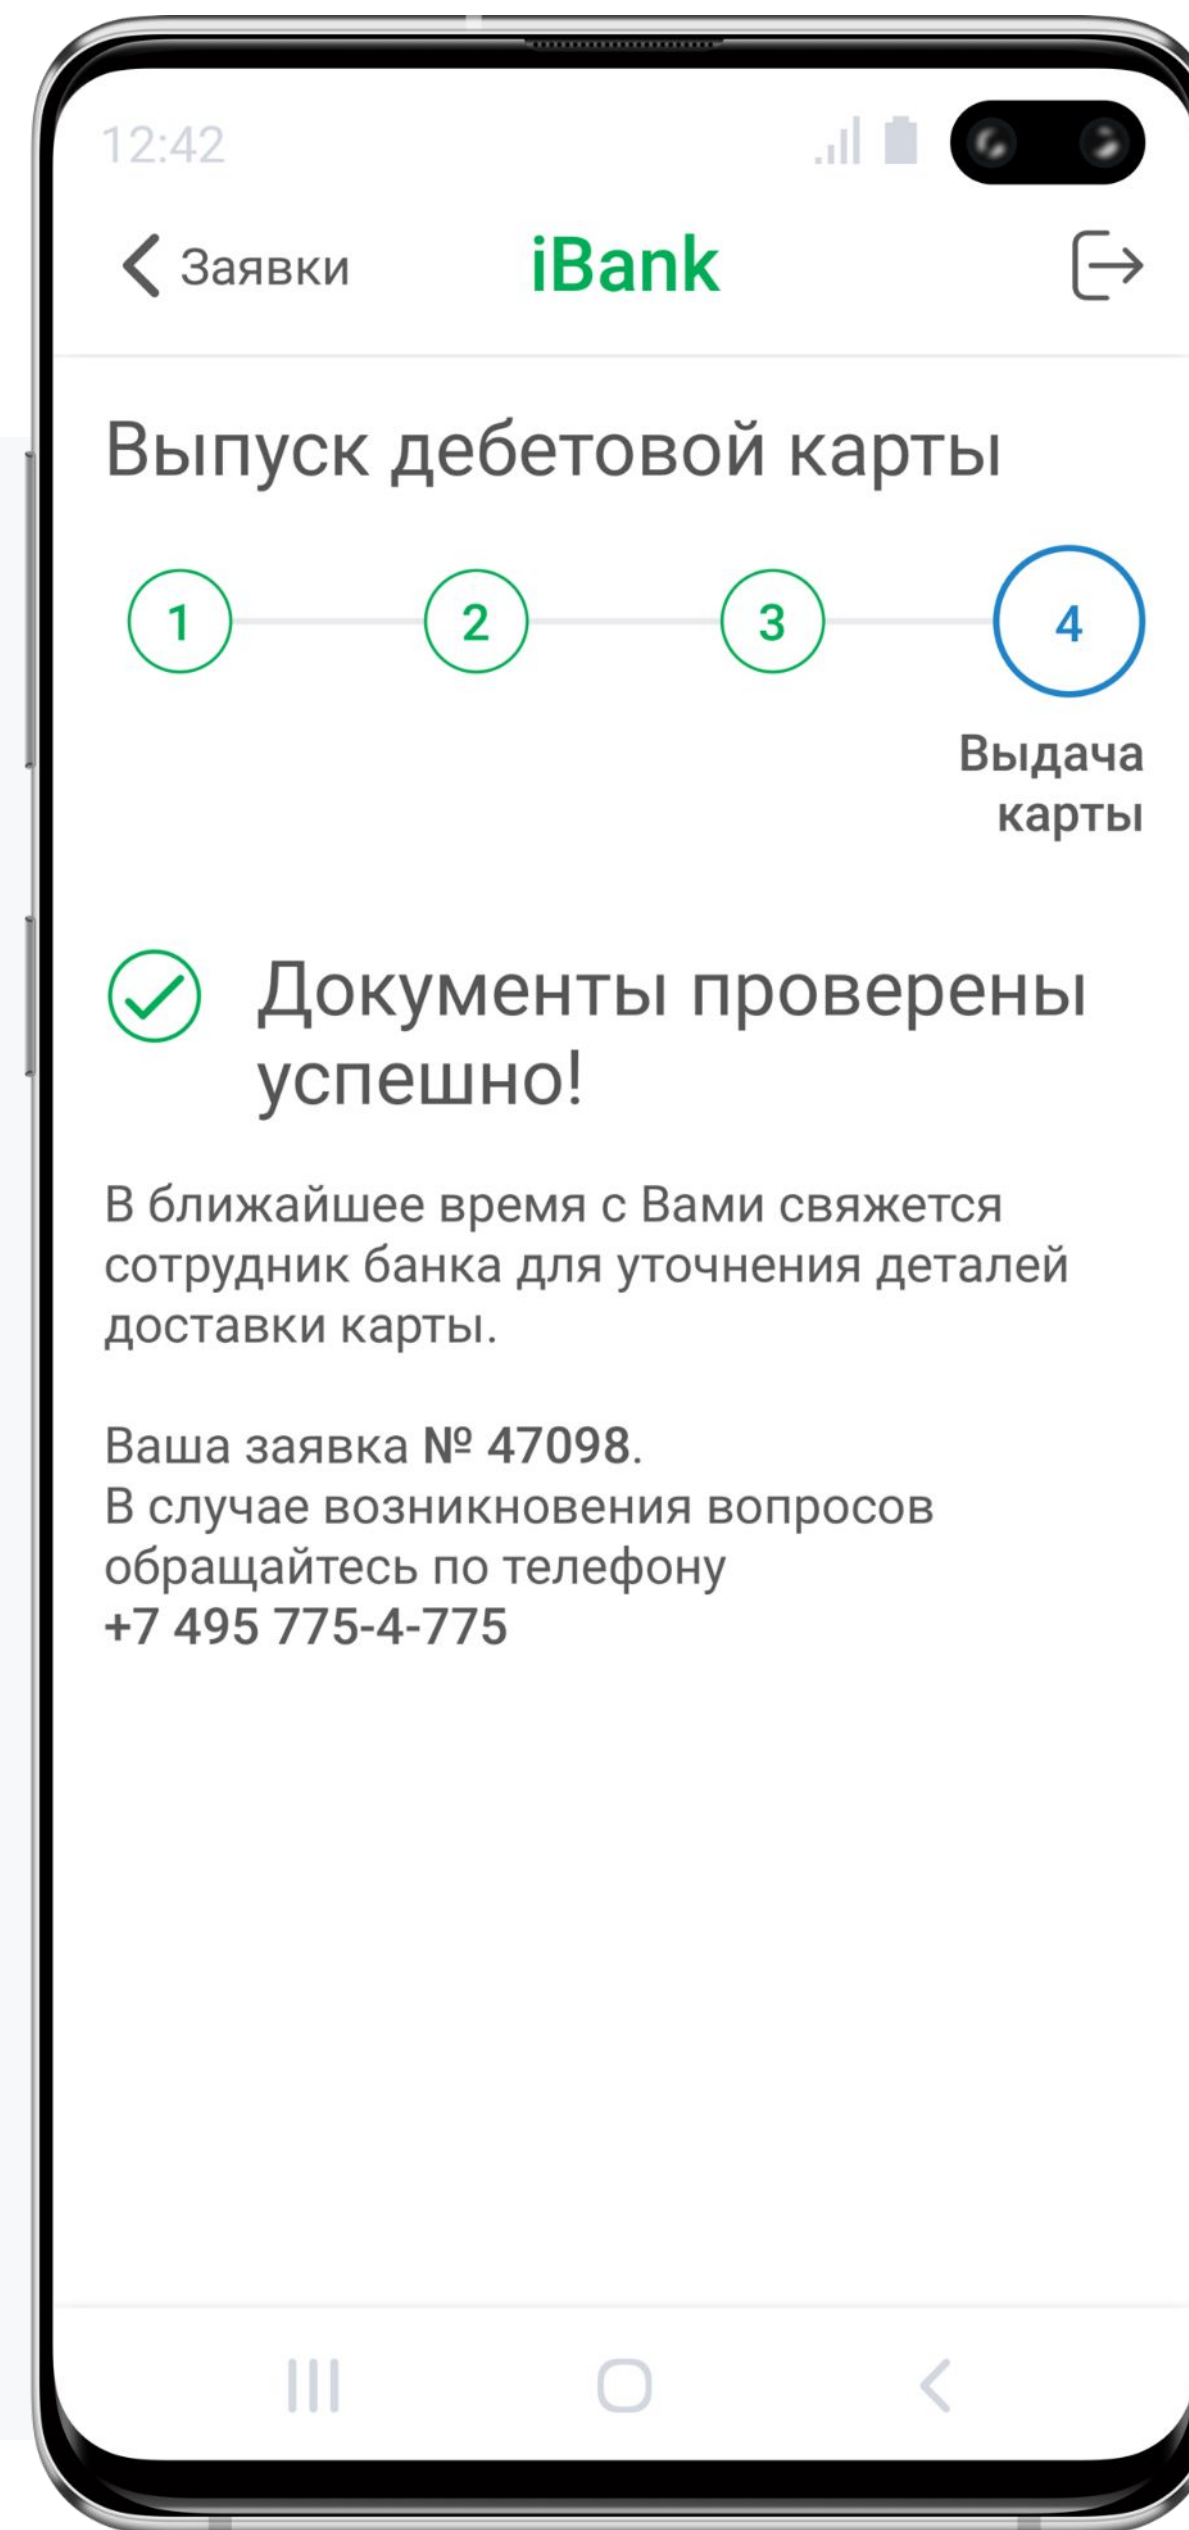 12:42
Заявки
iBank
Выпуск дебетовой карты
1
2
3
4
Выдача
карты
Документы проверены
успешно!
В ближайшее время с Вами свяжется
сотрудник банка для уточнения деталей
доставки карты.
Ваша заявка № 47098.
В случае возникновения вопросов
обращайтесь по телефону
+7 495 775-4-775